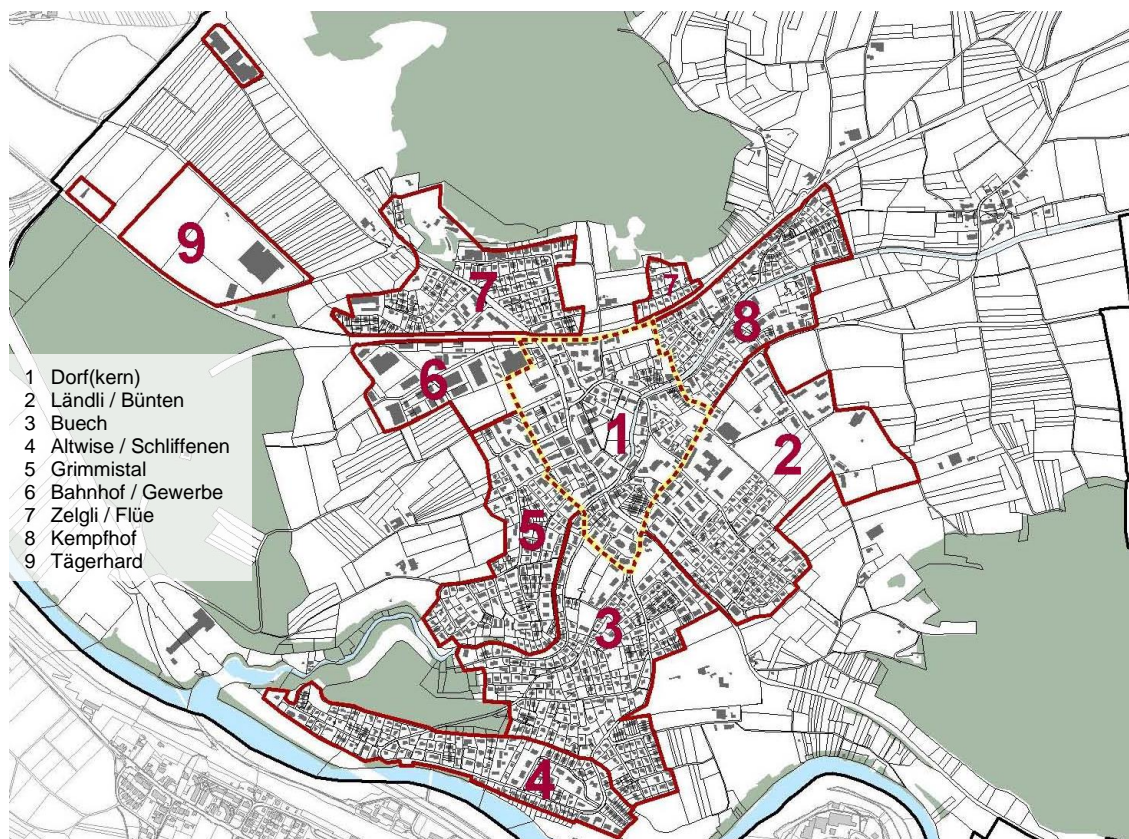 9
7
7
8
6
1
2
5
3
4
1 Dorf(kern)
2 Ländli / Bünten
3 Buech
4 Altwise / Schliffenen
5 Grimmistal
6 Bahnhof / Gewerbe
7 Zelgli / Flüe
8 Kempfhof
9 Tägerhard